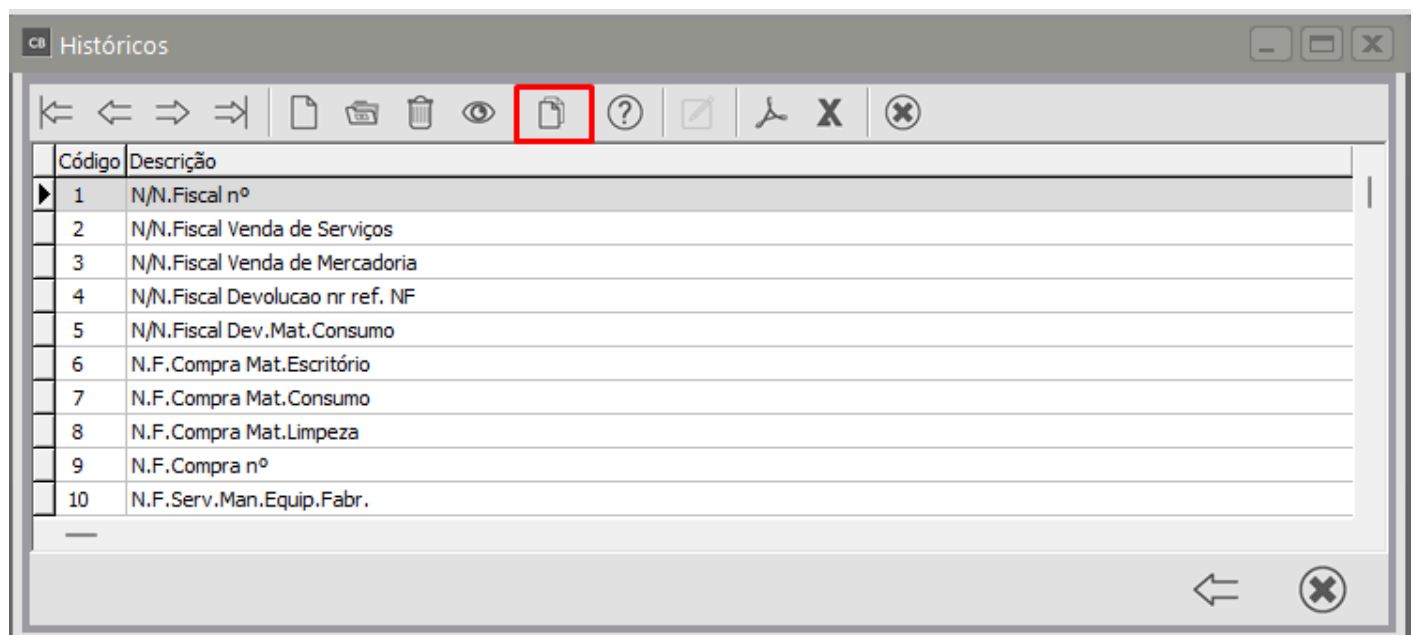 CB Históricos
Código Descrição
1 N/N.Fiscal nº
2 N/N.Fiscal Venda de Serviços
3 N/N.Fiscal Venda de Mercadoria
4 N/N.Fiscal Devolucao nr ref. NF
5 N/N.Fiscal Dev.Mat.Consumo
6 N.F.Compra Mat.Escritório
7 N.F.Compra Mat.Consumo
8 N.F.Compra Mat.Limpeza
9 N.F.Compra nº
10 N.F.Serv.Man.Equip.Fabr.